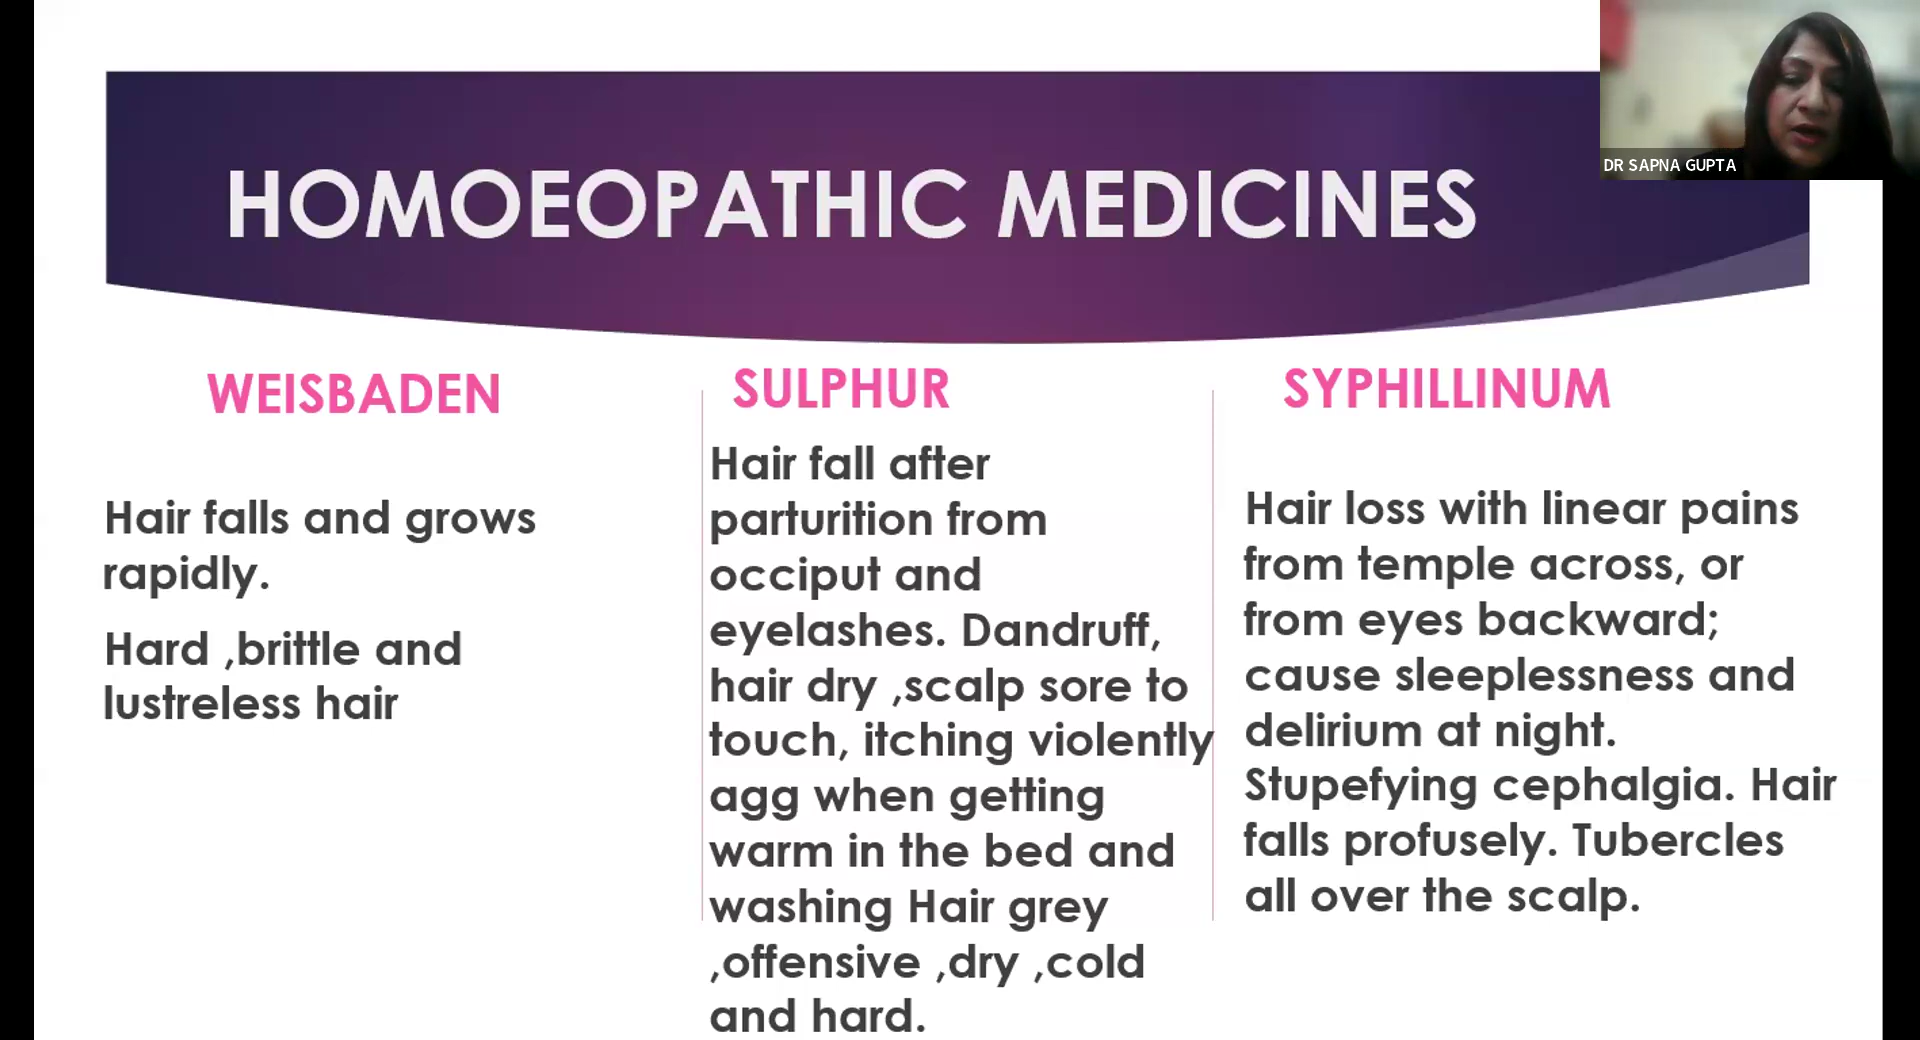 DR SAPNA GUPTA
HOMOEOPATHIC MEDICINES
WEISBADEN
Hair falls and grows
rapidly.
Hard ,brittle and
lustreless hair
SULPHUR
Hair fall after
parturition from
occiput and
eyelashes. Dandruff,
hair dry ,scalp sore to
touch, itching violently
agg when getting
warm in the bed and
washing Hair grey
,offensive ,dry ,cold
and hard.
SYPHILLINUM
Hair loss with linear pains
from temple across, or
from eyes backward;
cause sleeplessness and
delirium at night.
Stupefying cephalgia. Hair
falls profusely. Tubercles
all over the scalp.